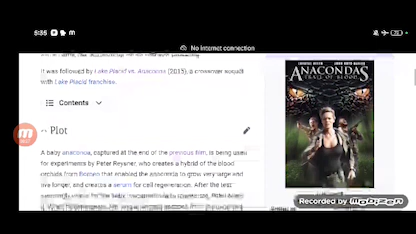 5:35
No internet connection
It was followed by Lake Placid vs. Anaconda (2015), a crossover sequel
with Lake Placid franchise.
Contents
Plot
A baby anaconda, captured at the end of the previous film, is being
used for experiments by Peter Reysner, who creates a hybrid of the blood
orchids from Borneo that enabled the anaconda to grow very large and
live longer, and creates a serum for cell regeneration. After the test
ANACONDAS
TRAIL OF BLOOD
Recorded by mobizen